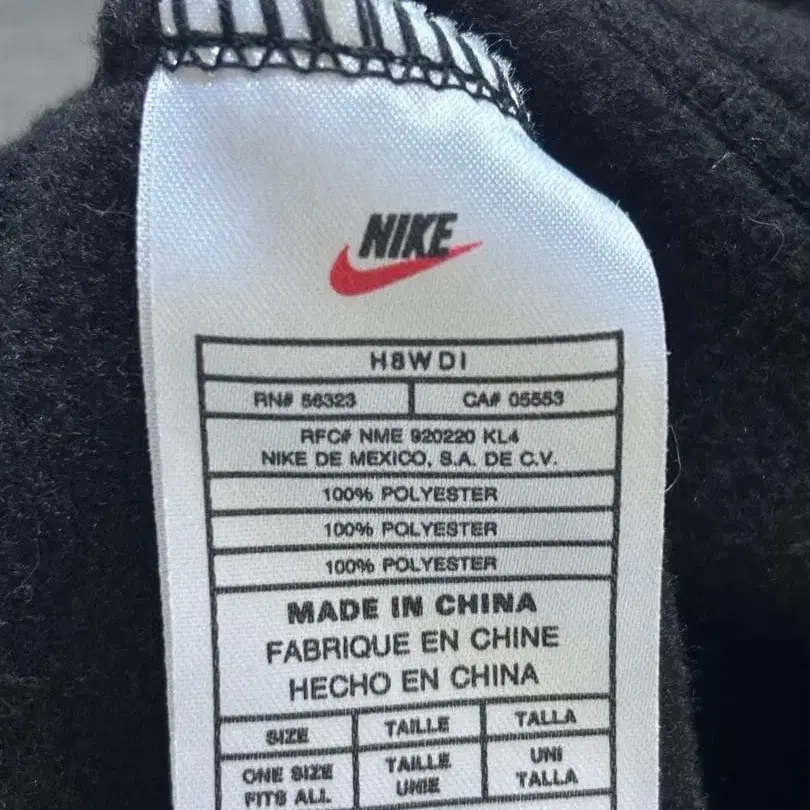 NIKE
H8WDI
RN# 56323 CA# 05553
RFC# NME 920220 KL4
NIKE DE MEXICO, S.A. DE C.V.
100% POLYESTER
100% POLYESTER
100% POLYESTER
MADE IN CHINA
FABRIQUE EN CHINE
HECHO EN CHINA
SIZE TAILLE TALLA
ONE SIZE TAILLE UNI
FITS ALL UNIE TALLA